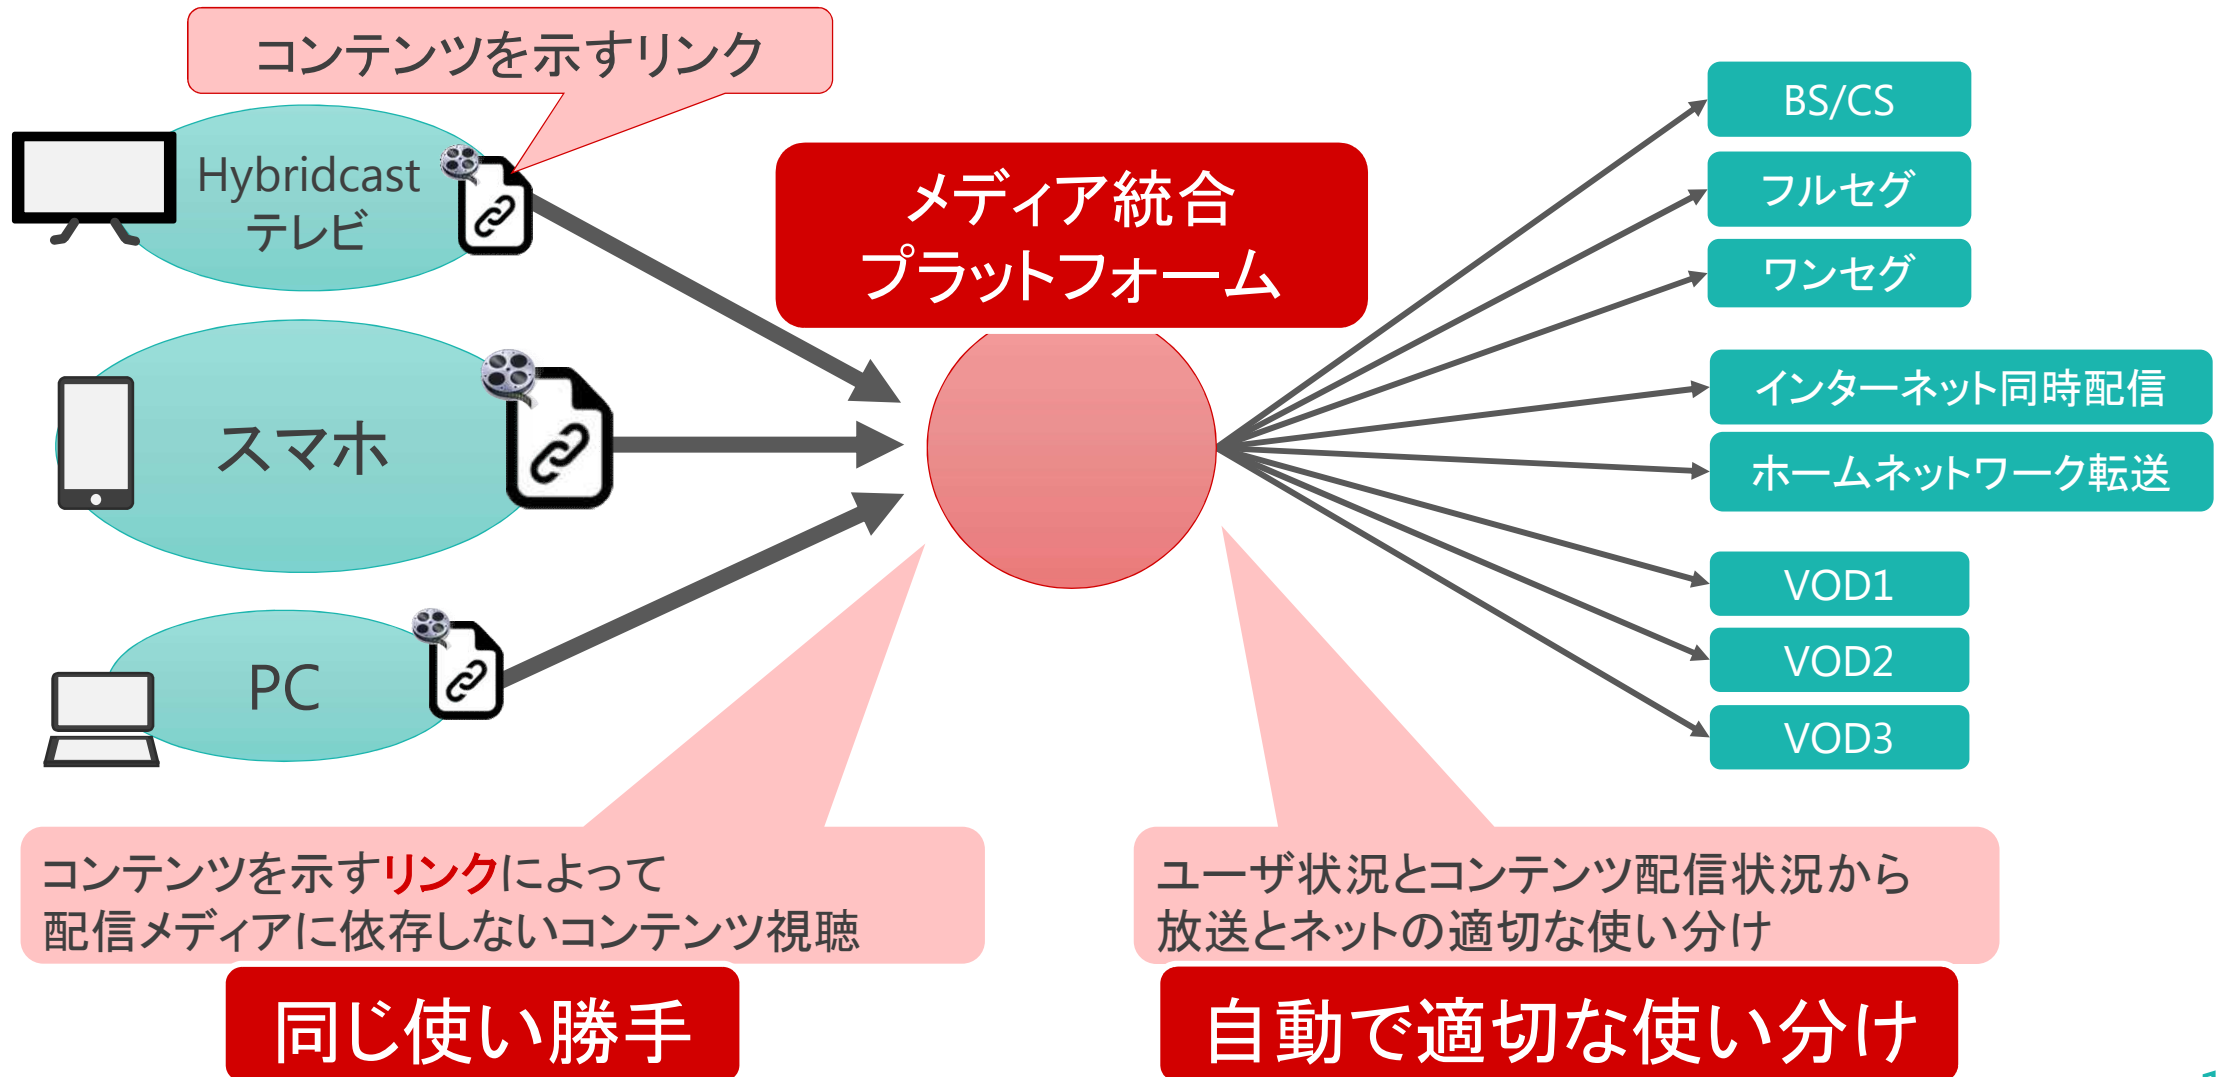 コンテンツを示すリンク
Hybridcast
テレビ
スマホ
PC
メディア統合
プラットフォーム
BS/CS
フルセグ
ワンセグ
インターネット同時配信
ホームネットワーク転送
VOD1
VOD2
VOD3
コンテンツを示すリンクによって
配信メディアに依存しないコンテンツ視聴
同じ使い勝手
ユーザ状況とコンテンツ配信状況から
放送とネットの適切な使い分け
自動で適切な使い分け